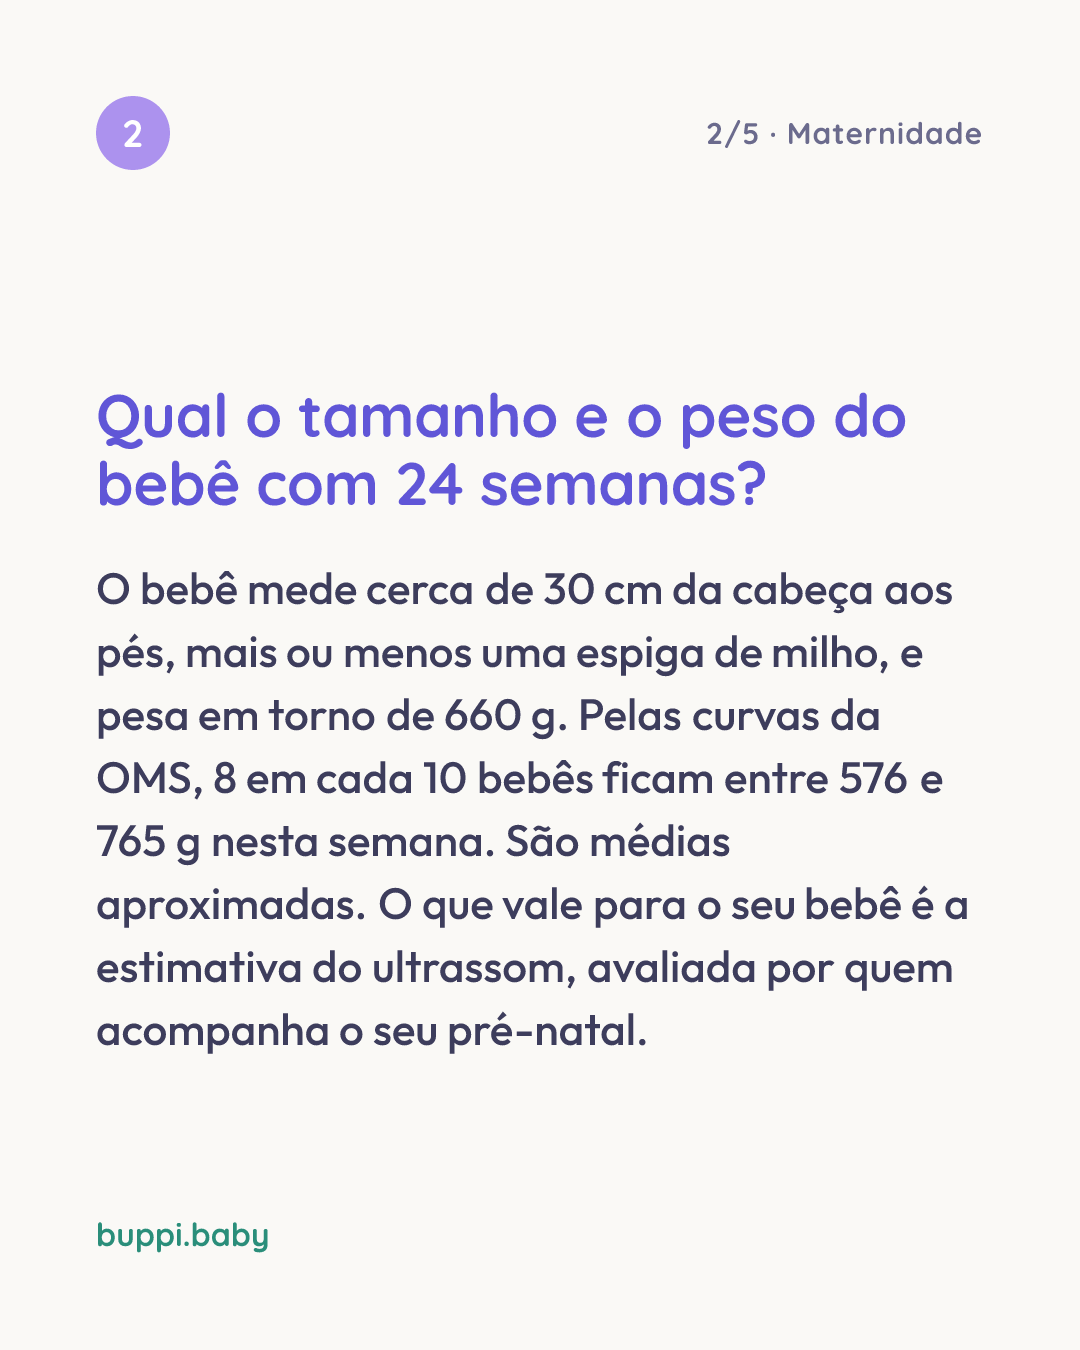 2
2/5 · Maternidade
Qual o tamanho e o peso do
bebê com 24 semanas?
O bebê mede cerca de 30 cm da cabeça aos
pés, mais ou menos uma espiga de milho, e
pesa em torno de 660 g. Pelas curvas da
OMS, 8 em cada 10 bebês ficam entre 576 e
765 g nesta semana. São médias
aproximadas. O que vale para o seu bebê é a
estimativa do ultrassom, avaliada por quem
acompanha o seu pré-natal.
buppi.baby